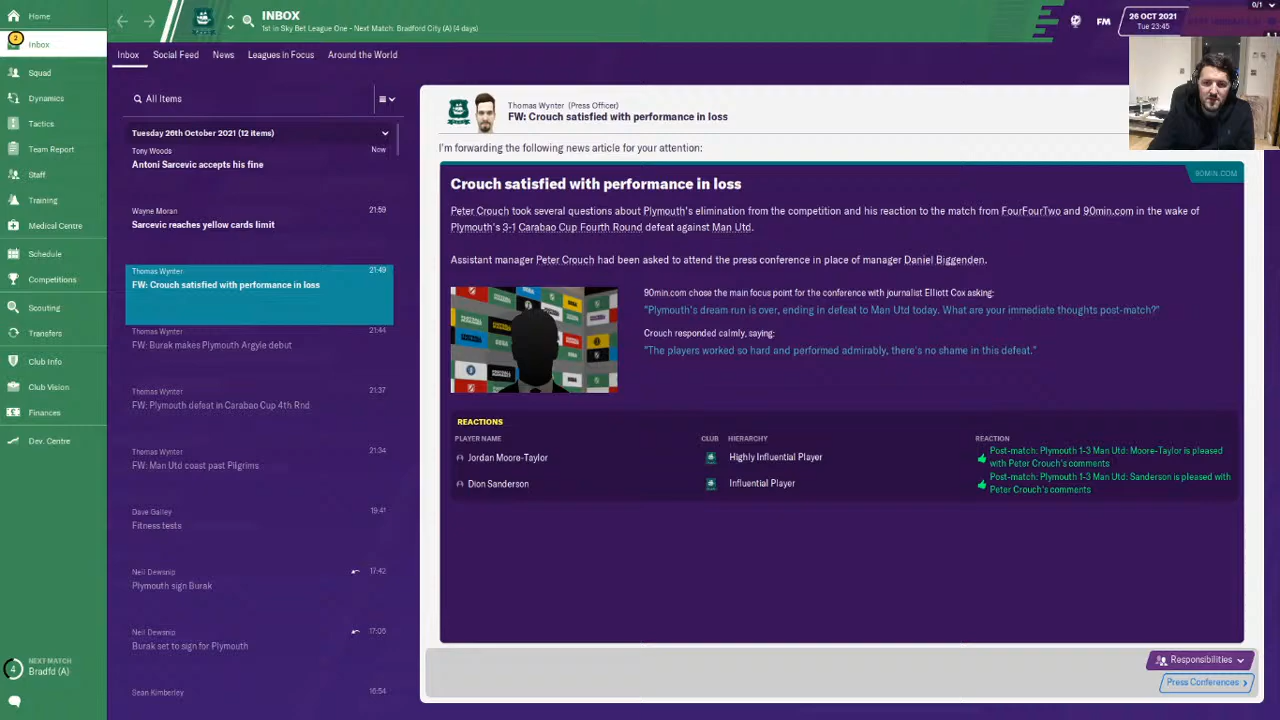 Home
INBOX
1st in Sky Bet League One - Next Match: Bradford City (A) (4 days)
FM
26 OCT 2021
Tue 23:45
0/1
2
Inbox
Squad
Dynamics
Tactics
Team Report
Staff
Training
Medical Centre
Schedule
Competitions
Scouting
Transfers
Club Info
Club Vision
Finances
Dev. Centre
4
NEXT MATCH
Bradfd (A)
Inbox Social Feed News Leagues in Focus Around the World
All Items
Tuesday 26th October 2021 (12 items)
Tony Woods Now
Antoni Sarcevic accepts his fine
Wayne Moran 21:59
Sarcevic reaches yellow cards limit
Thomas Wynter 21:49
FW: Crouch satisfied with performance in loss
Thomas Wynter 21:44
FW: Burak makes Plymouth Argyle debut
Thomas Wynter 21:37
FW: Plymouth defeat in Carabao Cup 4th Rnd
Thomas Wynter 21:34
FW: Man Utd coast past Pilgrims
Dave Galley 19:41
Fitness tests
Neil Dewsnip 17:42
Plymouth sign Burak
Neil Dewsnip 17:06
Burak set to sign for Plymouth
Sean Kimberley 16:54
Thomas Wynter (Press Officer)
FW: Crouch satisfied with performance in loss
I'm forwarding the following news article for your attention:
90MIN.COM
Crouch satisfied with performance in loss
Peter Crouch took several questions about Plymouth's elimination from the competition and his reaction to the match from FourFourTwo and 90min.com in the wake of
Plymouth's 3-1 Carabao Cup Fourth Round defeat against Man Utd.
Assistant manager Peter Crouch had been asked to attend the press conference in place of manager Daniel Biggenden.
90min.com chose the main focus point for the conference with journalist Elliott Cox asking:
"Plymouth's dream run is over, ending in defeat to Man Utd today. What are your immediate thoughts post-match?"
Crouch responded calmly, saying:
"The players worked so hard and performed admirably, there's no shame in this defeat."
REACTIONS
PLAYER NAME CLUB HIERARCHY REACTION
Jordan Moore-Taylor Highly Influential Player Post-match: Plymouth 1-3 Man Utd: Moore-Taylor is pleased
with Peter Crouch's comments
Dion Sanderson Influential Player Post-match: Plymouth 1-3 Man Utd: Sanderson is pleased with
Peter Crouch's comments
Responsibilities
Press Conferences